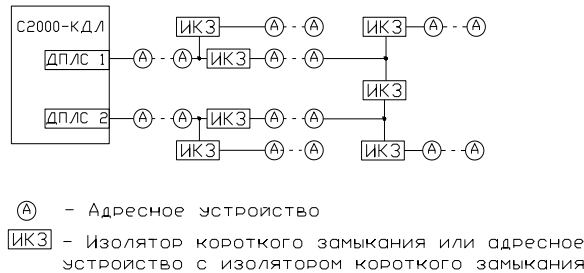 С2000-КДЛ ИКЗ А А ИКЗ А А
ДПЛС 1 А А ИКЗ А А
ИКЗ
ДПЛС 2 А А ИКЗ А А
ИКЗ А А ИКЗ А А
А - Адресное устройство
ИКЗ - Изолятор короткого замыкания или адресное
устройство с изолятором короткого замыкания